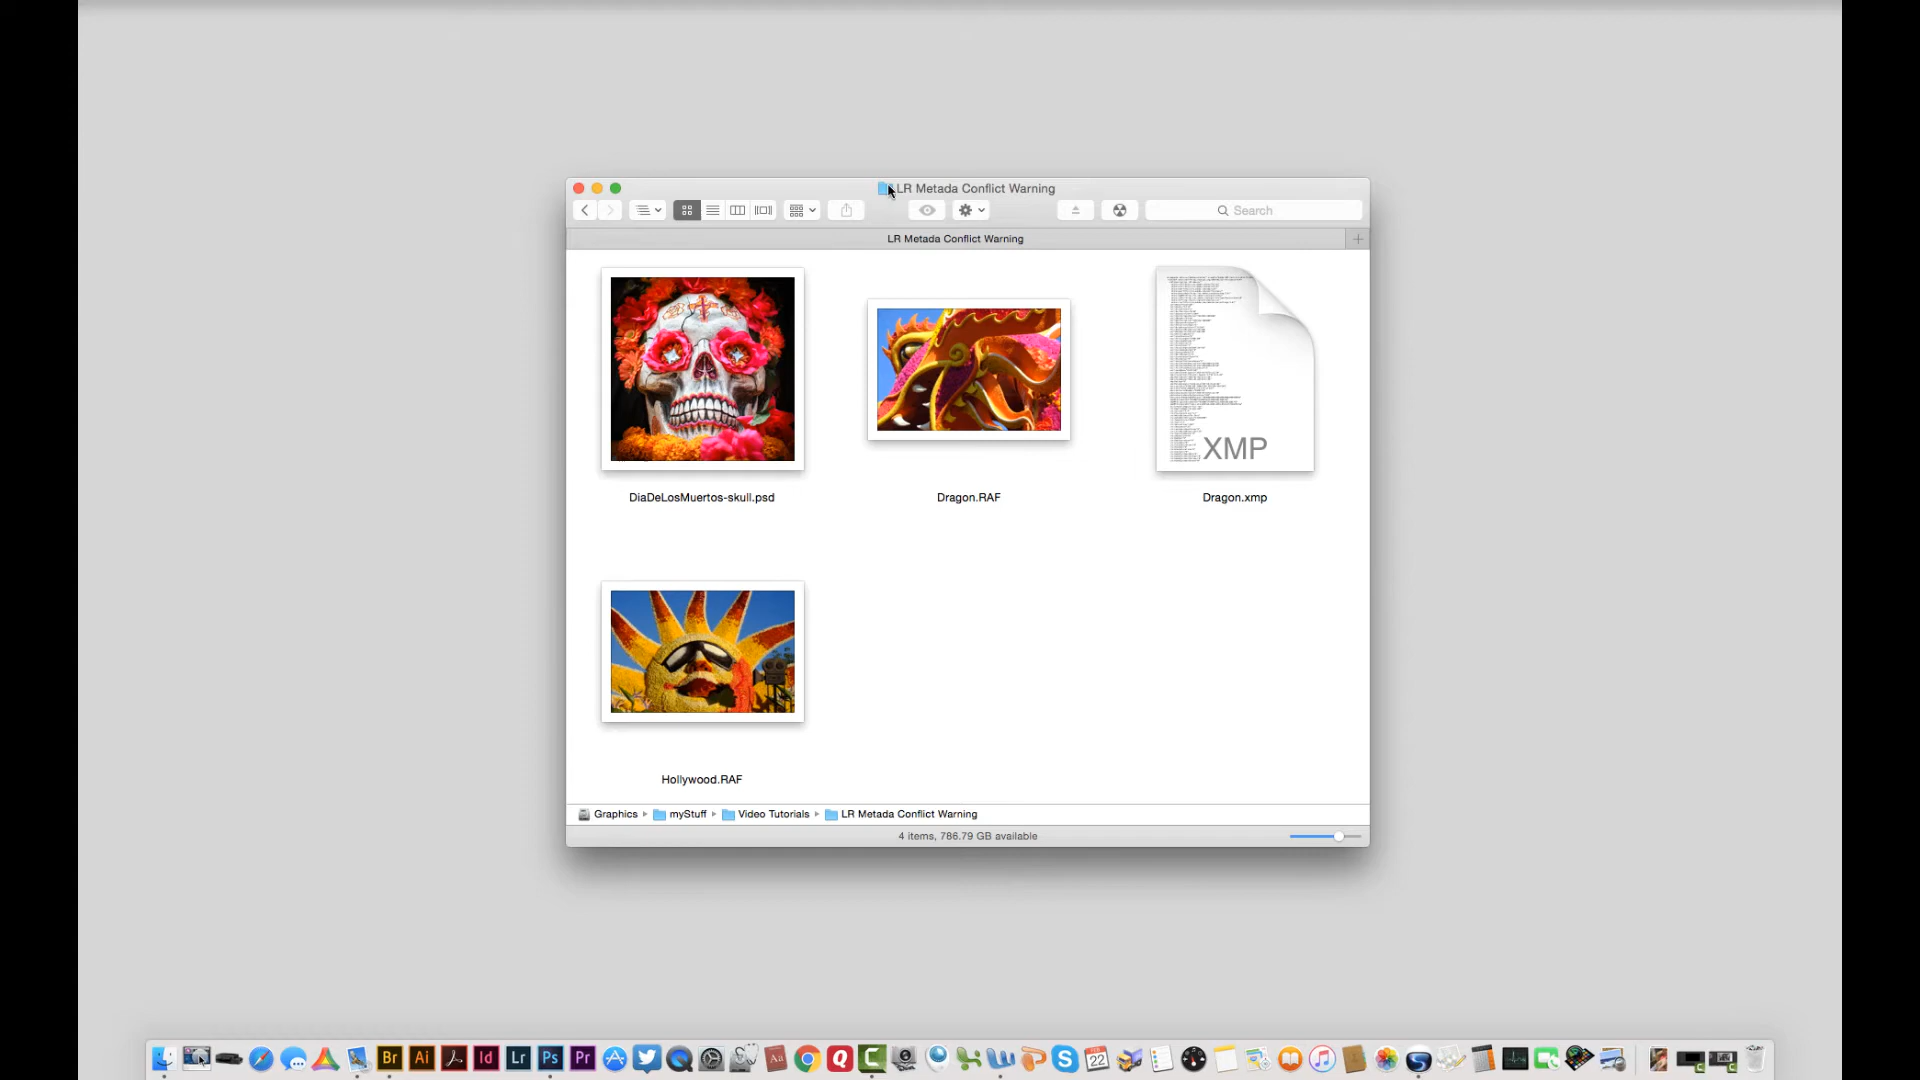 LR Metada Conflict Warning
Search
LR Metada Conflict Warning
XMP
DiaDeLosMuertos-skull.psd
Dragon.RAF
Dragon.xmp
Hollywood.RAF
Graphics myStuff Video Tutorials LR Metada Conflict Warning
4 items, 786.79 GB available
Br Ai Id Lr Ps Pr Aa Q C W P S 22